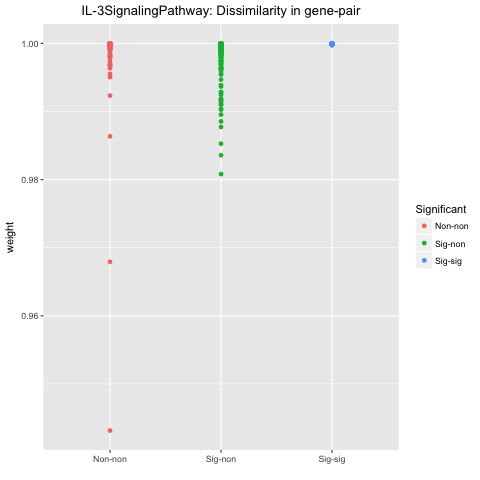 IL-3SignalingPathway: Dissimilarity in gene-pair
1.00
0.98
0.96
weight
Non-non
Sig-non
Sig-sig
Significant
Non-non
Sig-non
Sig-sig